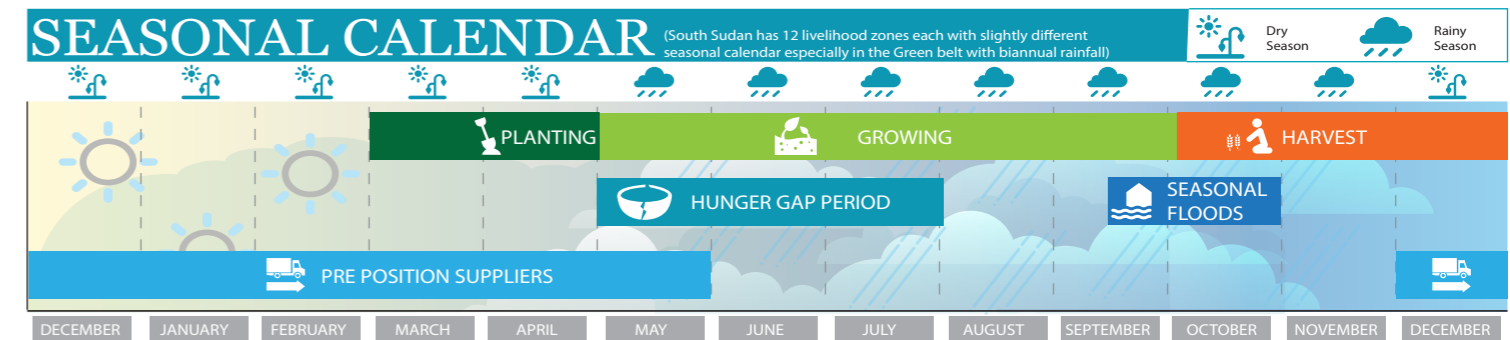 SEASONAL CALENDAR
(South Sudan has 12 livelihood zones each with slightly different
seasonal calendar especially in the Green belt with biannual rainfall)
Dry
Season
Rainy
Season
PLANTING
GROWING
HARVEST
HUNGER GAP PERIOD
SEASONAL
FLOODS
PRE POSITION SUPPLIERS
DECEMBER
JANUARY
FEBRUARY
MARCH
APRIL
MAY
JUNE
JULY
AUGUST
SEPTEMBER
OCTOBER
NOVEMBER
DECEMBER